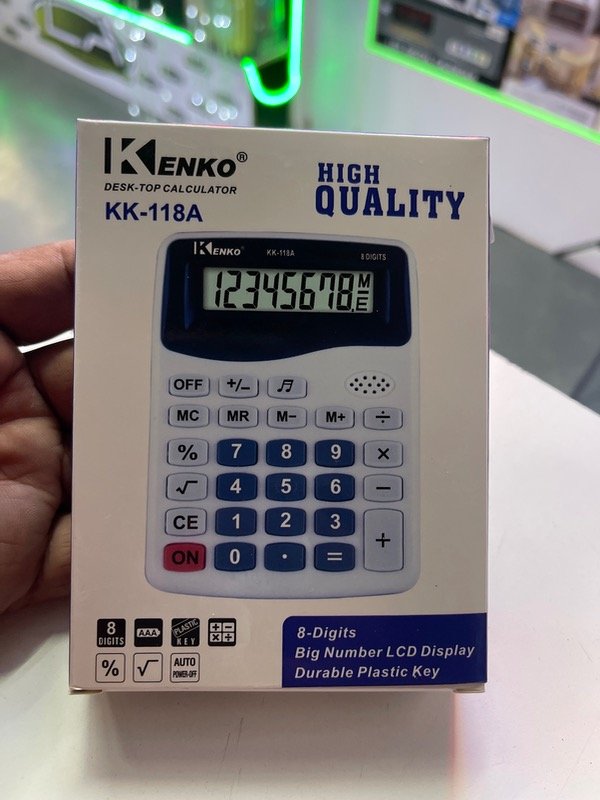 KENKO®
DESK-TOP CALCULATOR
KK-118A
HIGH
QUALITY
KENKO® KK-118A 8 DIGITS
12345678. M
– E
OFF +/− ♬
MC MR M− M+ ÷
% 7 8 9 ×
√ 4 5 6 −
CE 1 2 3 +
ON 0 · =
8 DIGITS
AAA
PLASTIC KEY
+ − × ÷
% √
AUTO POWER-OFF
8-Digits
Big Number LCD Display
Durable Plastic Key